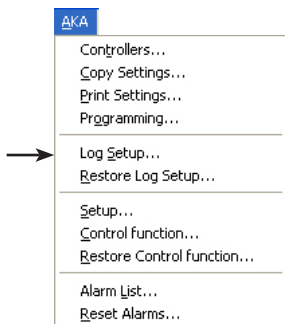 AKA
Controllers...
Copy Settings...
Print Settings...
Programming...
Log Setup...
Restore Log Setup...
Setup...
Control function...
Restore Control function...
Alarm List...
Reset Alarms...